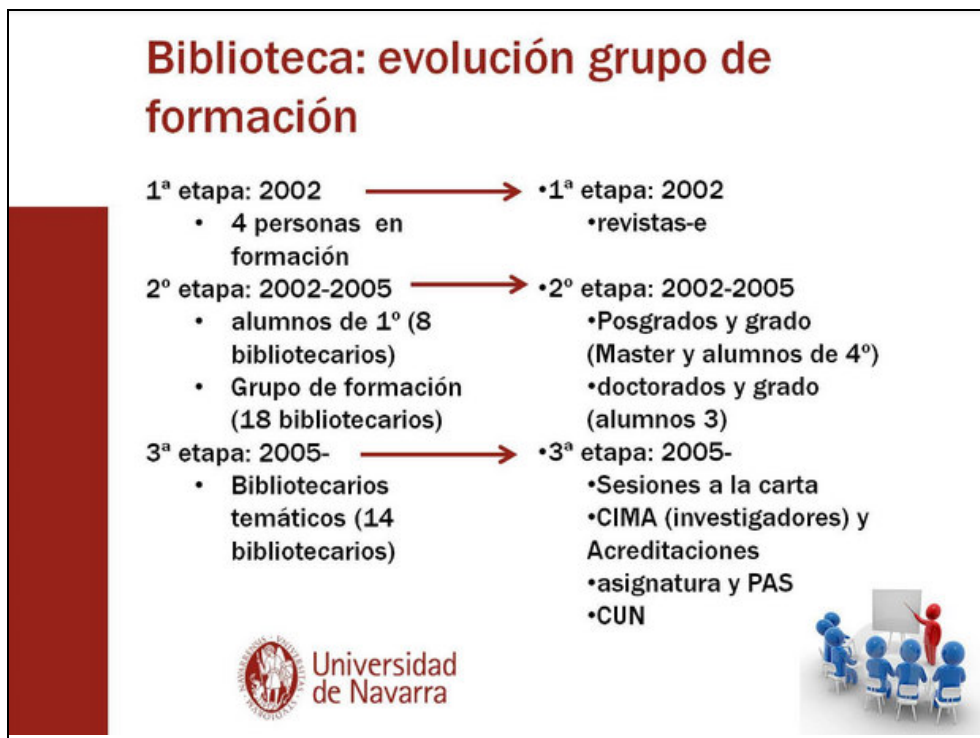 Biblioteca: evolución grupo de
formación
1ª etapa: 2002
• 4 personas en
formación
2º etapa: 2002-2005
• alumnos de 1º (8
bibliotecarios)
• Grupo de formación
(18 bibliotecarios)
3ª etapa: 2005-
• Bibliotecarios
temáticos (14
bibliotecarios)
•1ª etapa: 2002
•revistas-e
•2º etapa: 2002-2005
•Posgrados y grado
(Master y alumnos de 4º)
•doctorados y grado
(alumnos 3)
•3ª etapa: 2005-
•Sesiones a la carta
•CIMA (investigadores) y
Acreditaciones
•asignatura y PAS
•CUN
Universidad
de Navarra